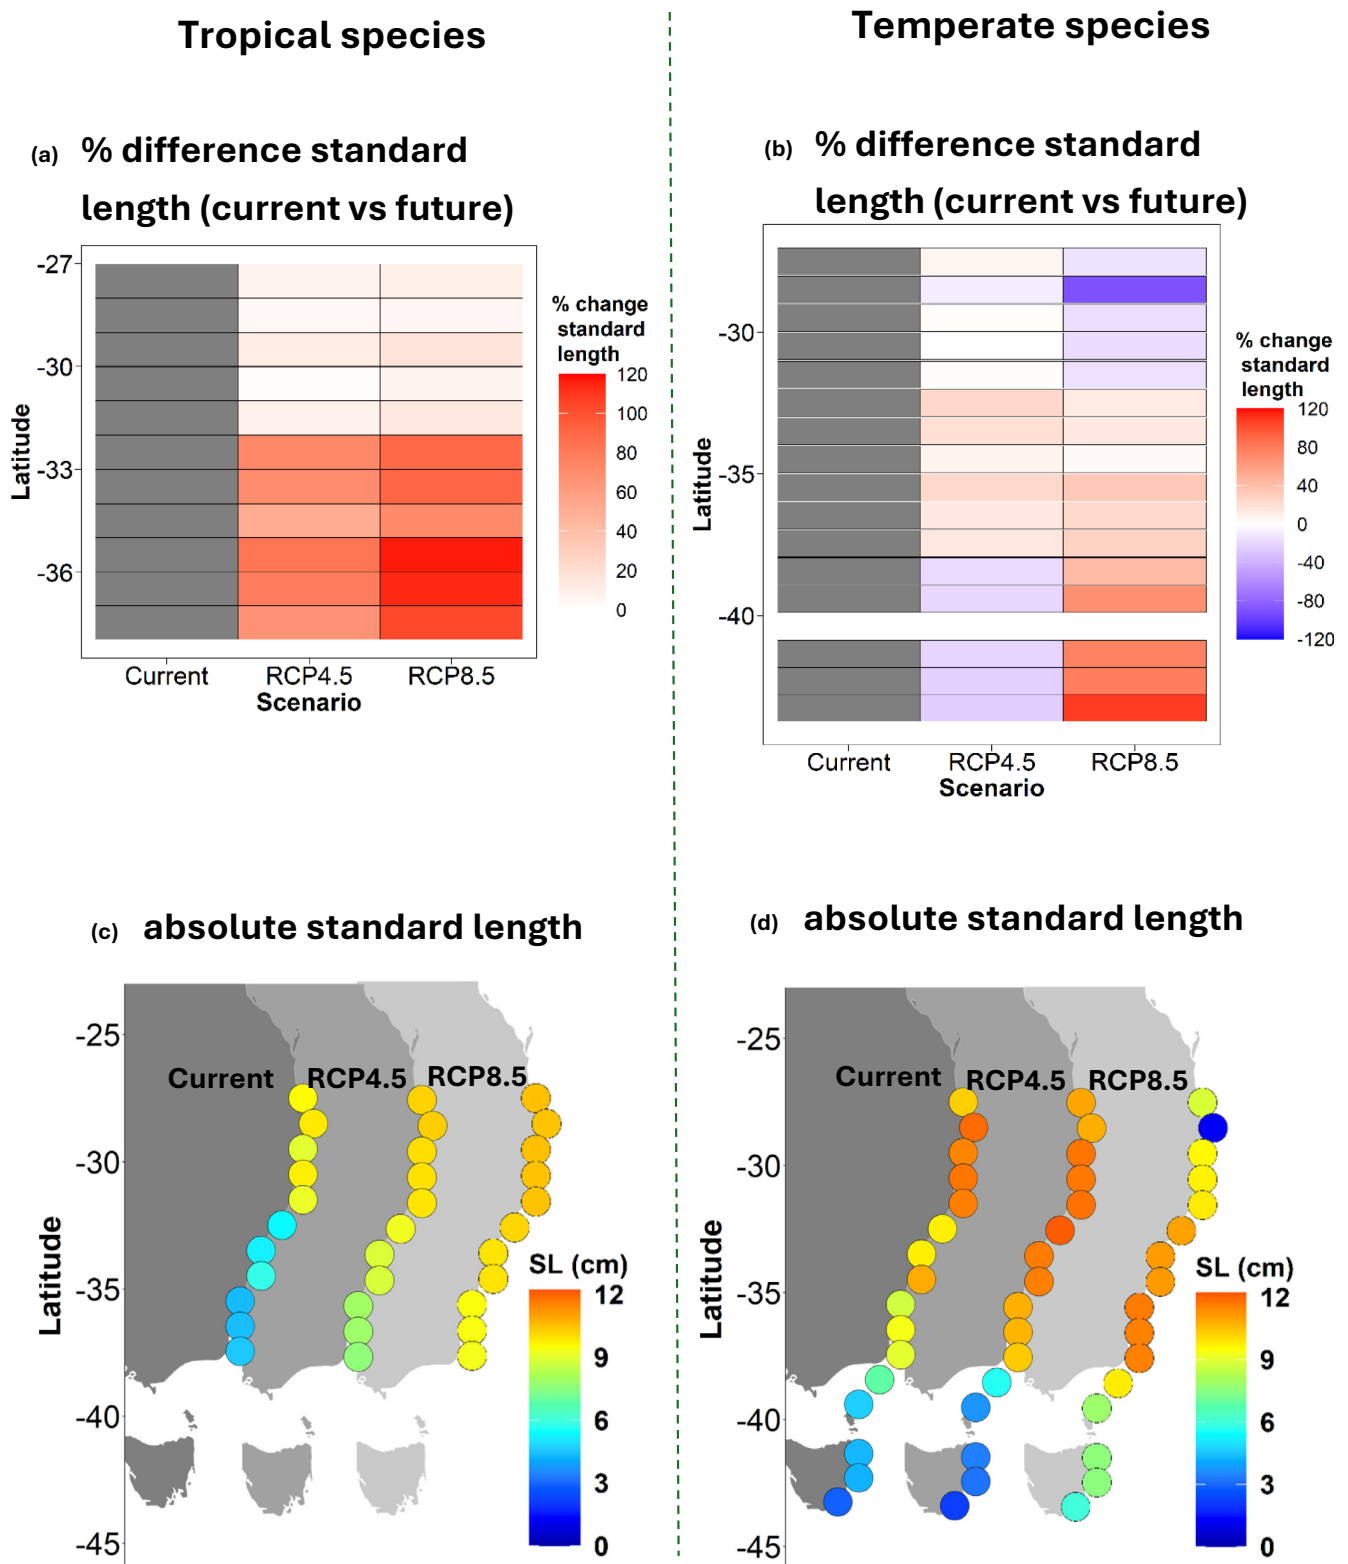 Tropical species
Temperate species
(a) % difference standard
length (current vs future)
-27
-30
-33
-36
Latitude
Current
RCP4.5
RCP8.5
Scenario
% change
standard
length
120
100
80
60
40
20
0
(b) % difference standard
length (current vs future)
-30
-35
-40
Latitude
Current
RCP4.5
RCP8.5
Scenario
% change
standard
length
120
80
40
0
-40
-80
-120
(c) absolute standard length
-25
-30
-35
-40
-45
Latitude
Current
RCP4.5
RCP8.5
SL (cm)
12
9
6
3
0
(d) absolute standard length
-25
-30
-35
-40
-45
Latitude
Current
RCP4.5
RCP8.5
SL (cm)
12
9
6
3
0